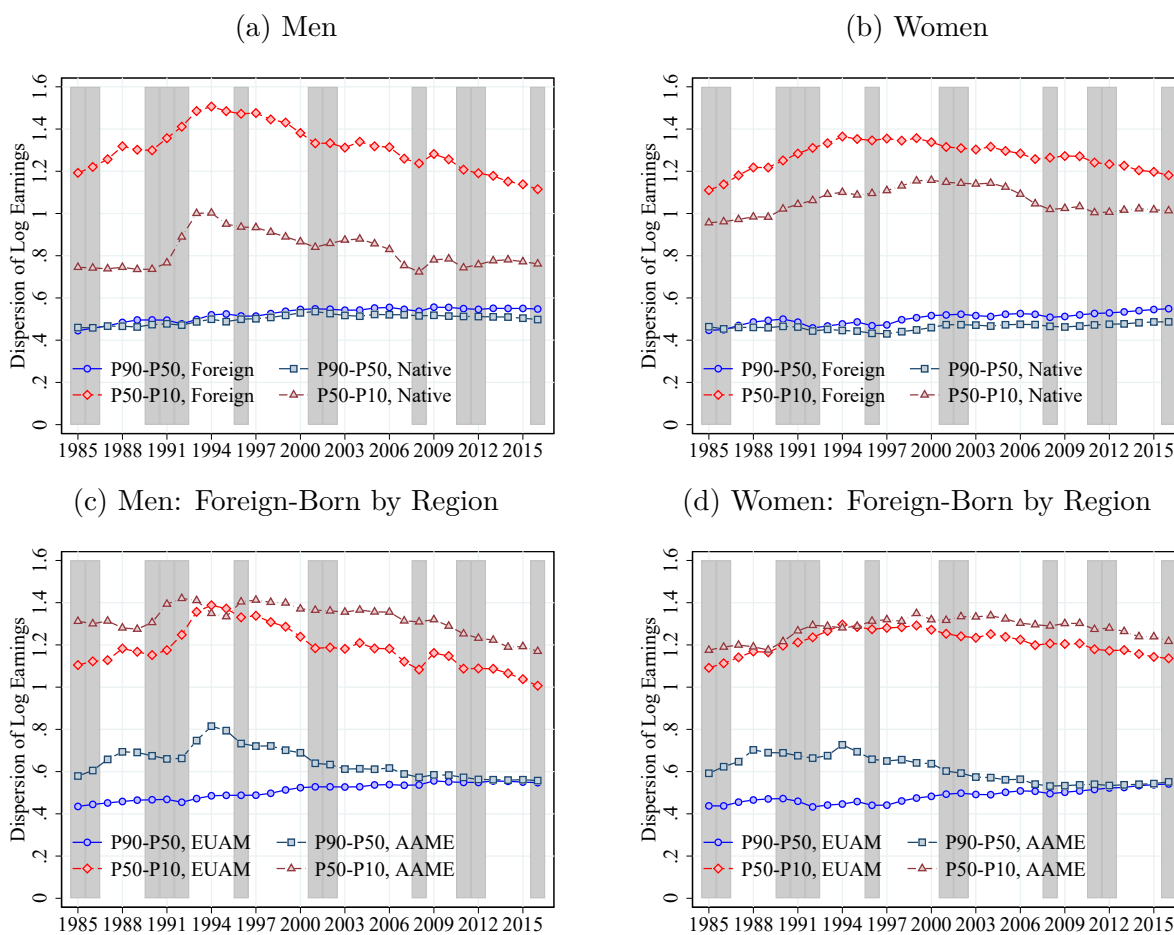 (a) Men
(b) Women
Dispersion of Log Earnings
1.6
1.4
1.2
1
.8
.6
.4
.2
0
P90-P50, Foreign
P90-P50, Native
P50-P10, Foreign
P50-P10, Native
1985 1988 1991 1994 1997 2000 2003 2006 2009 2012 2015
Dispersion of Log Earnings
1.6
1.4
1.2
1
.8
.6
.4
.2
0
P90-P50, Foreign
P90-P50, Native
P50-P10, Foreign
P50-P10, Native
1985 1988 1991 1994 1997 2000 2003 2006 2009 2012 2015
(c) Men: Foreign-Born by Region
(d) Women: Foreign-Born by Region
Dispersion of Log Earnings
1.6
1.4
1.2
1
.8
.6
.4
.2
0
P90-P50, EUAM
P90-P50, AAME
P50-P10, EUAM
P50-P10, AAME
1985 1988 1991 1994 1997 2000 2003 2006 2009 2012 2015
Dispersion of Log Earnings
1.6
1.4
1.2
1
.8
.6
.4
.2
0
P90-P50, EUAM
P90-P50, AAME
P50-P10, EUAM
P50-P10, AAME
1985 1988 1991 1994 1997 2000 2003 2006 2009 2012 2015